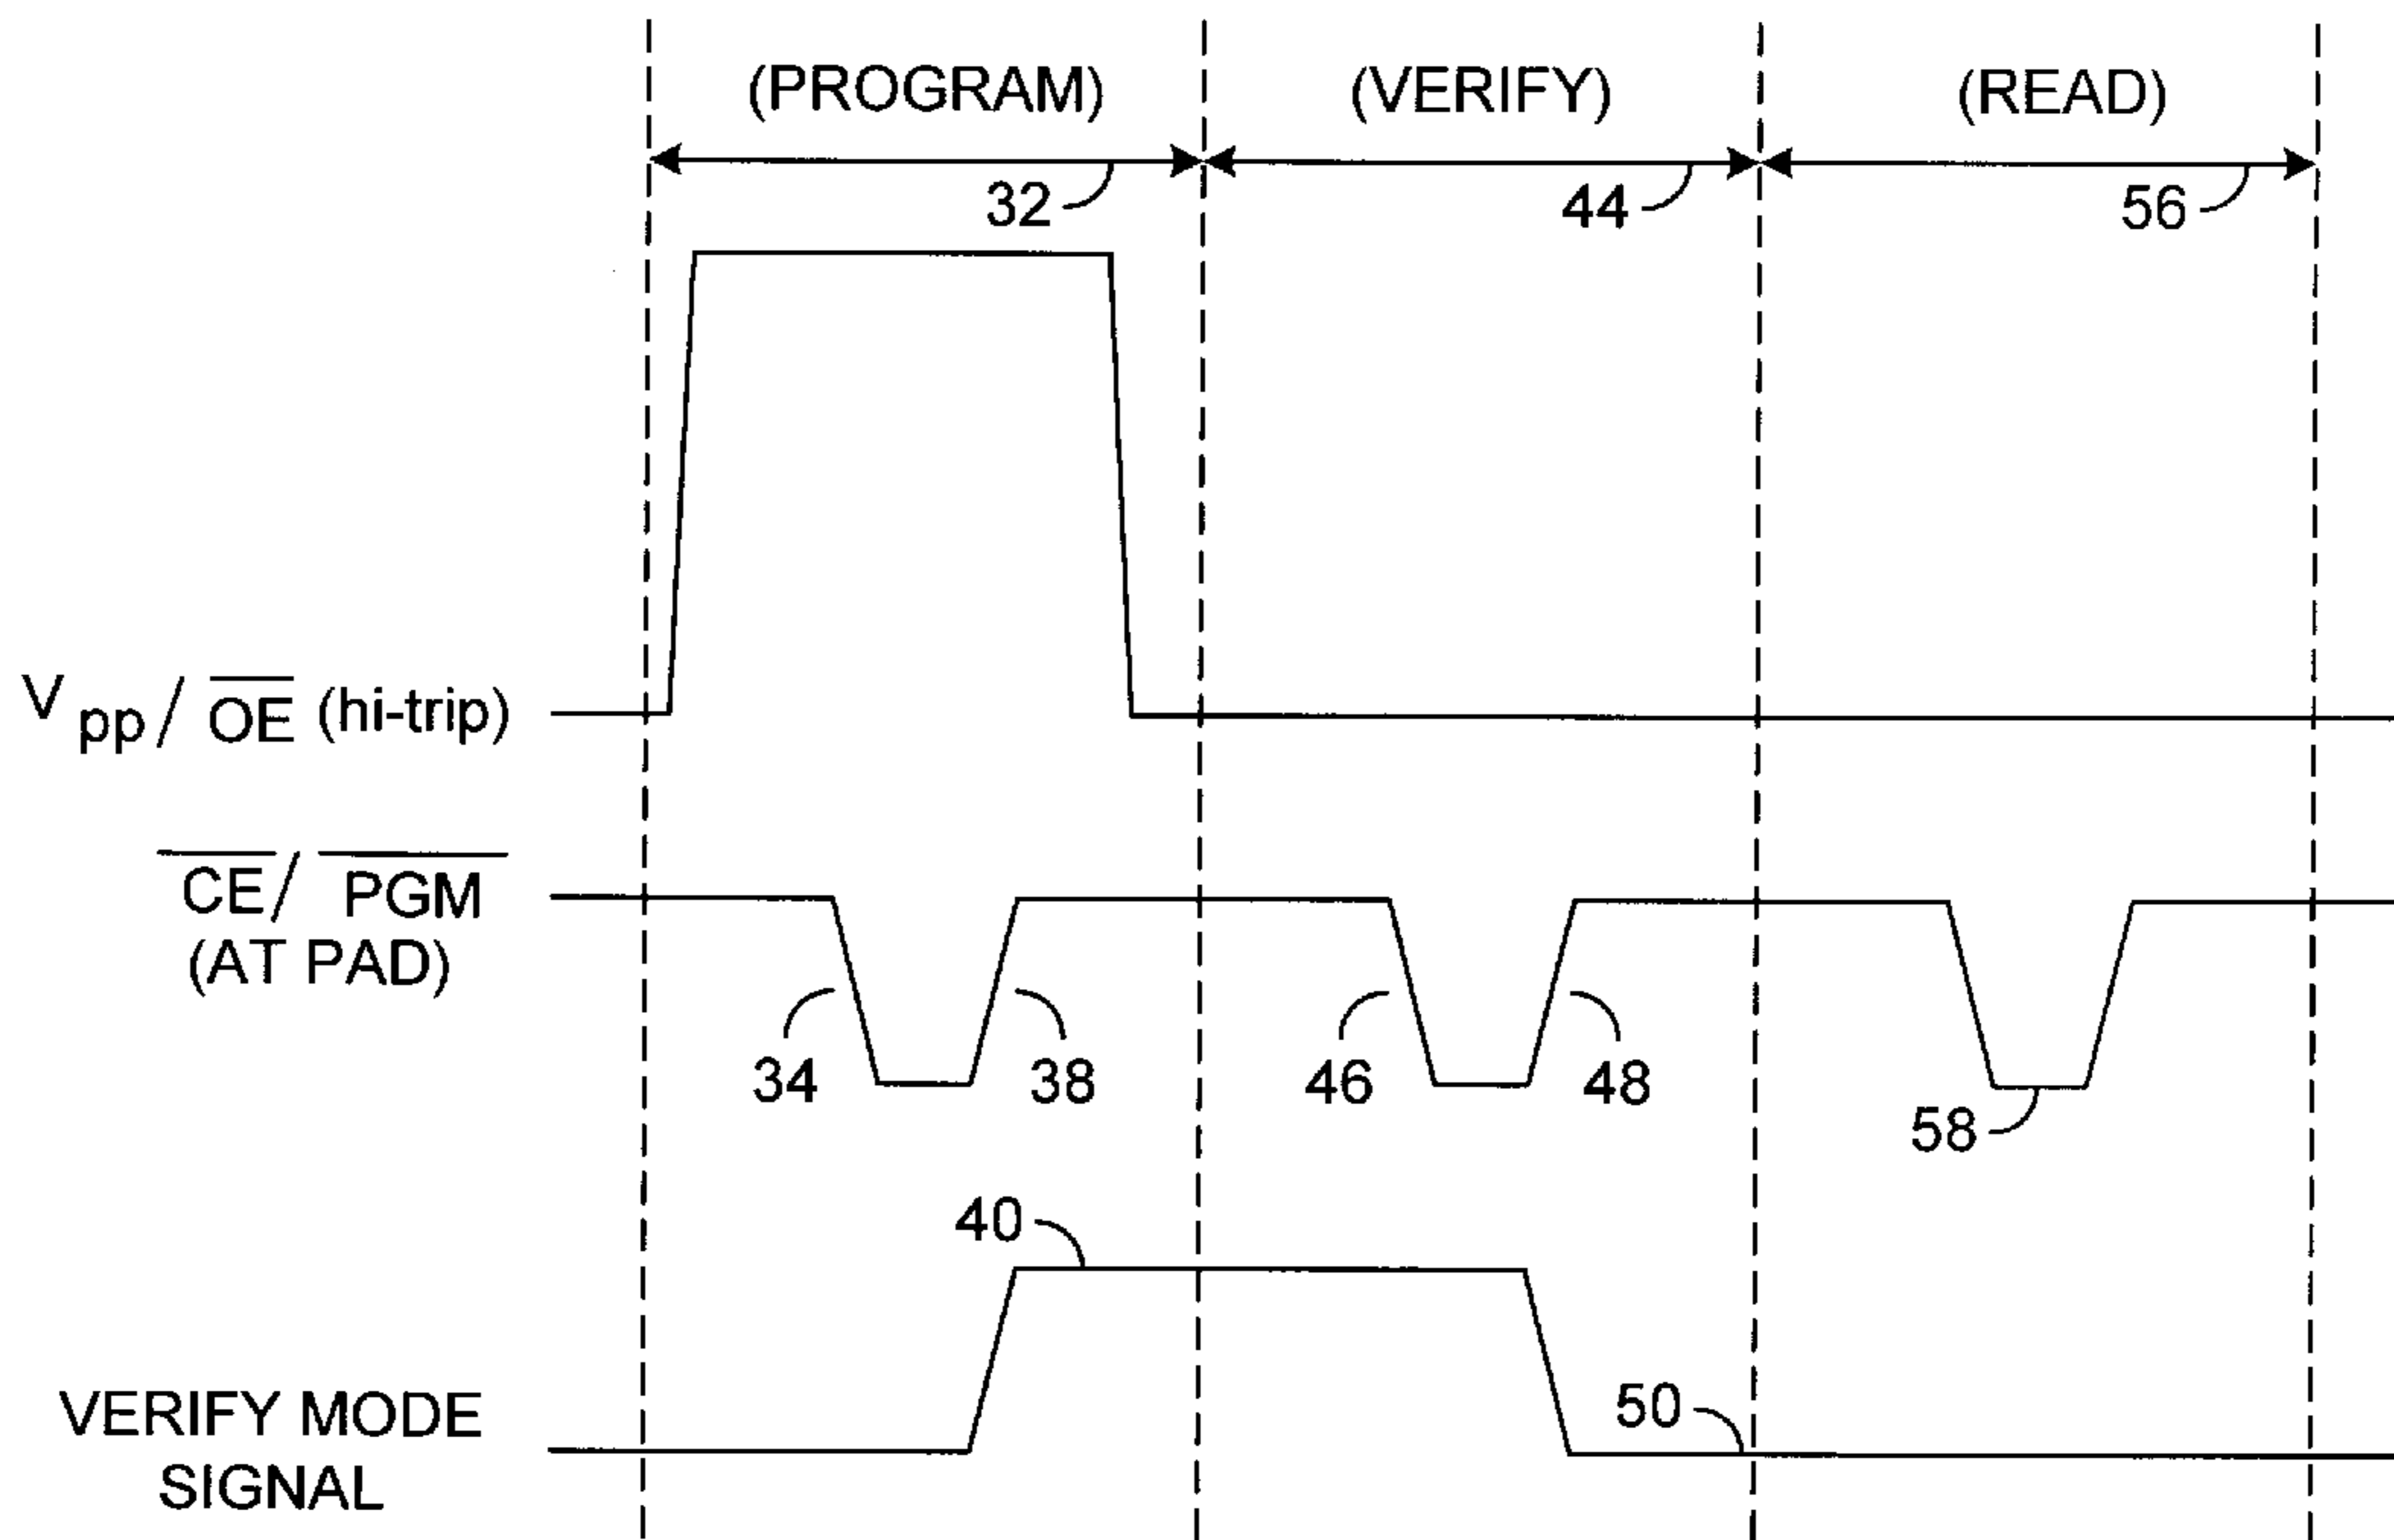 (PROGRAM) (VERIFY) (READ)
32 44 56
Vpp / OE (hi-trip)
CE / PGM
(AT PAD)
34 38 46 48
58
40
50
VERIFY MODE
SIGNAL